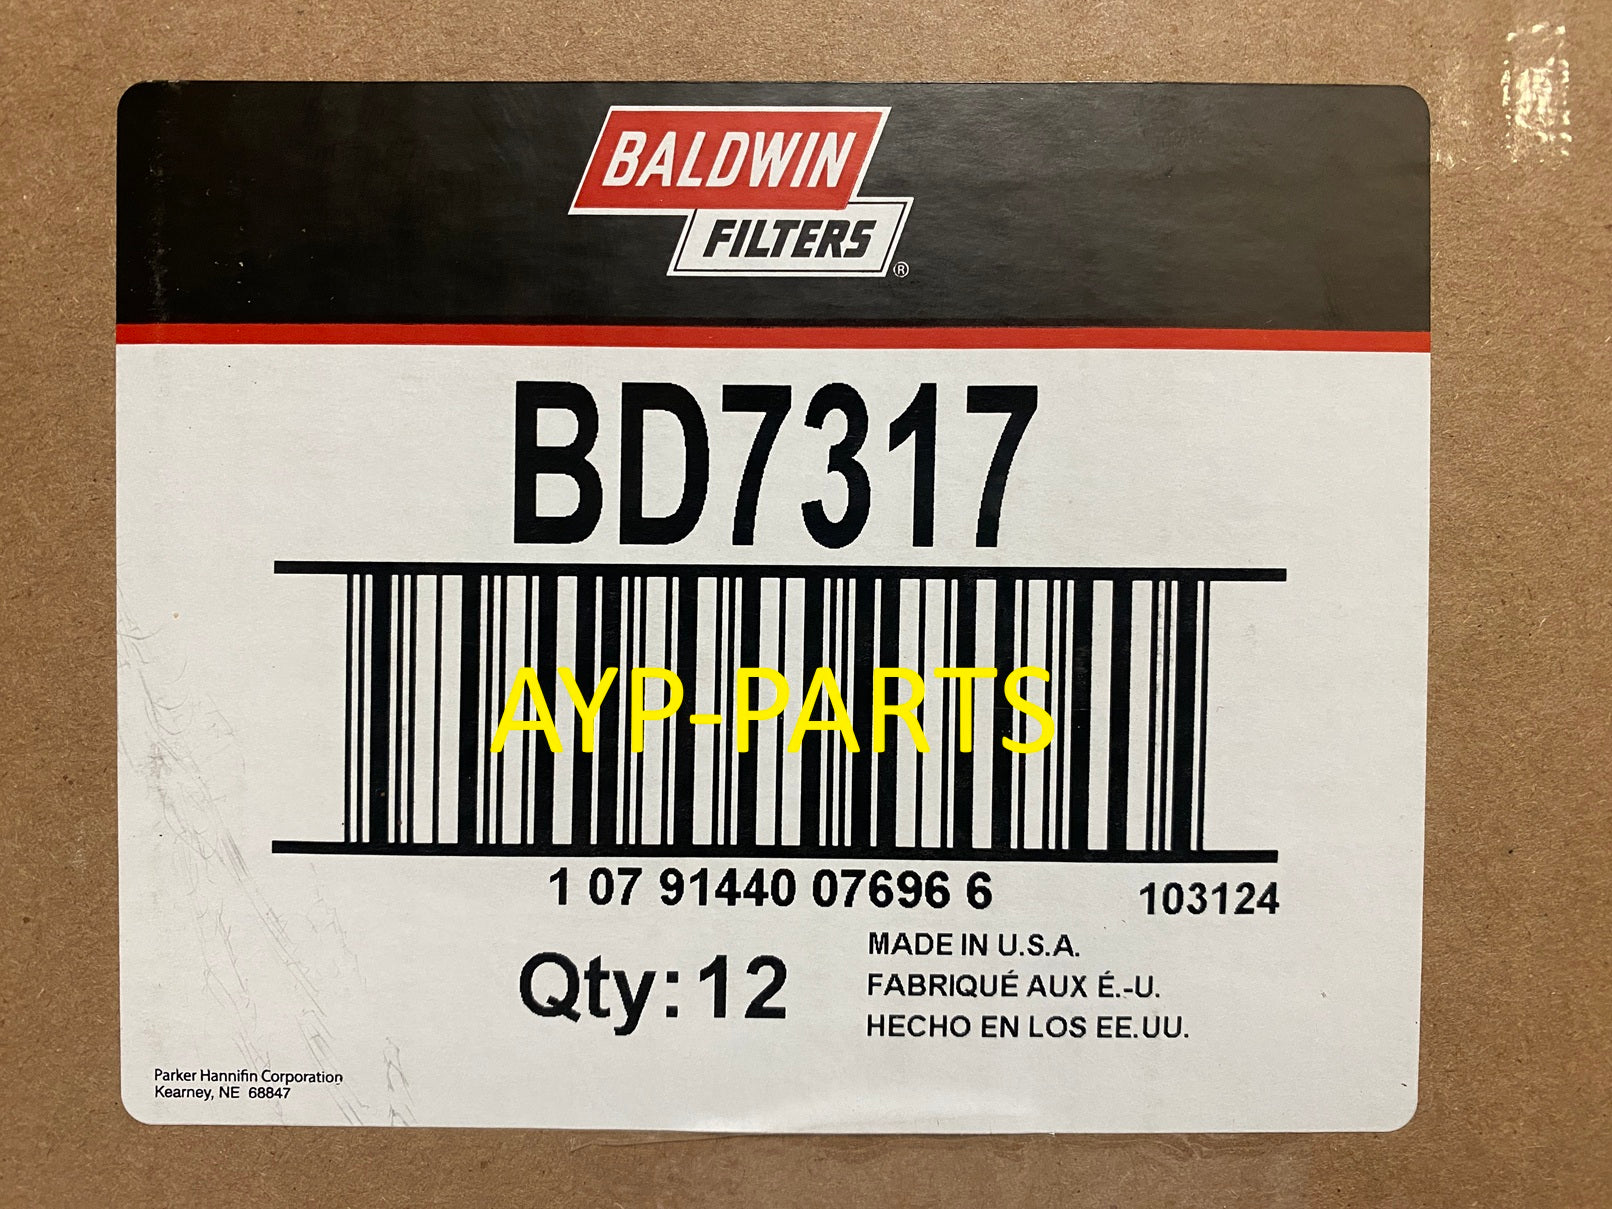 BALDWIN
FILTERS®
BD7317
AYP-PARTS
1 07 91440 07696 6
103124
Qty: 12
MADE IN U.S.A.
FABRIQUÉ AUX É.-U.
HECHO EN LOS EE.UU.
Parker Hannifin Corporation
Kearney, NE 68847